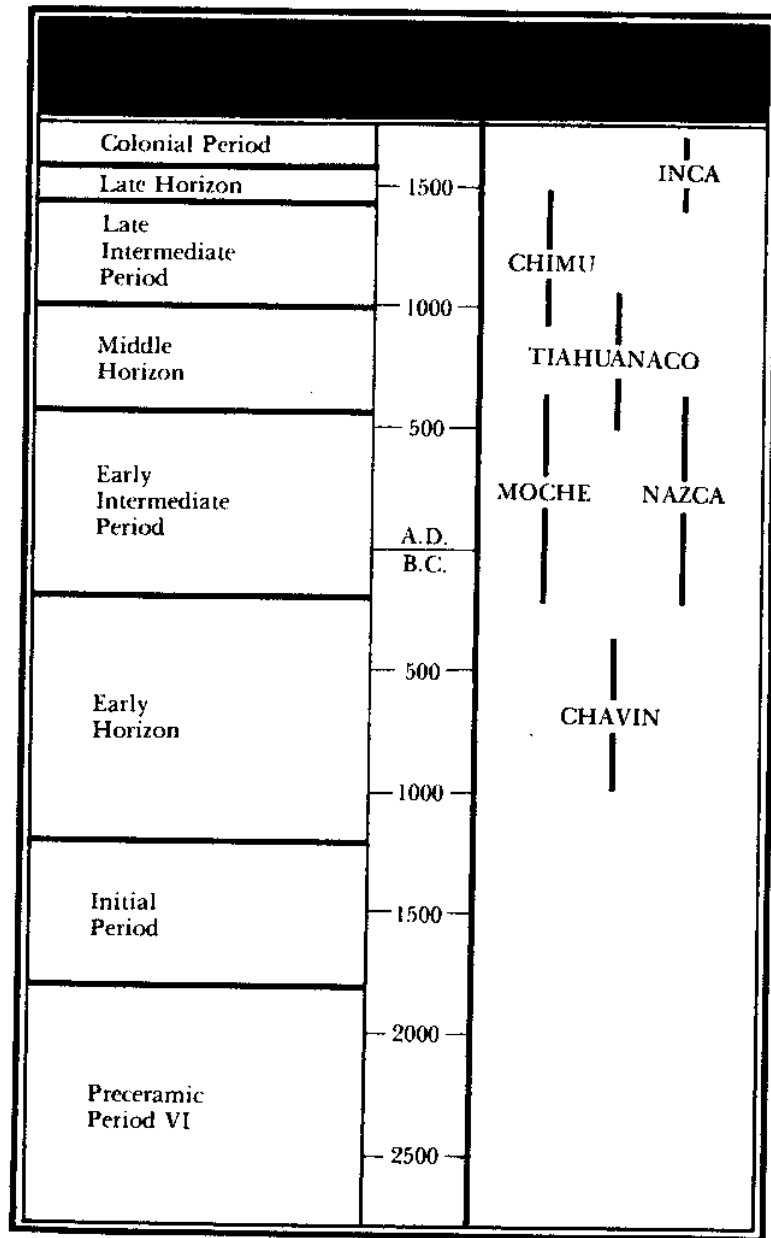 Colonial Period
Late Horizon
Late
Intermediate
Period
Middle
Horizon
Early
Intermediate
Period
Early
Horizon
Initial
Period
Preceramic
Period VI
1500
1000
500
A.D.
B.C.
500
1000
1500
2000
2500
INCA
CHIMU
TIAHUANACO
MOCHE NAZCA
CHAVIN